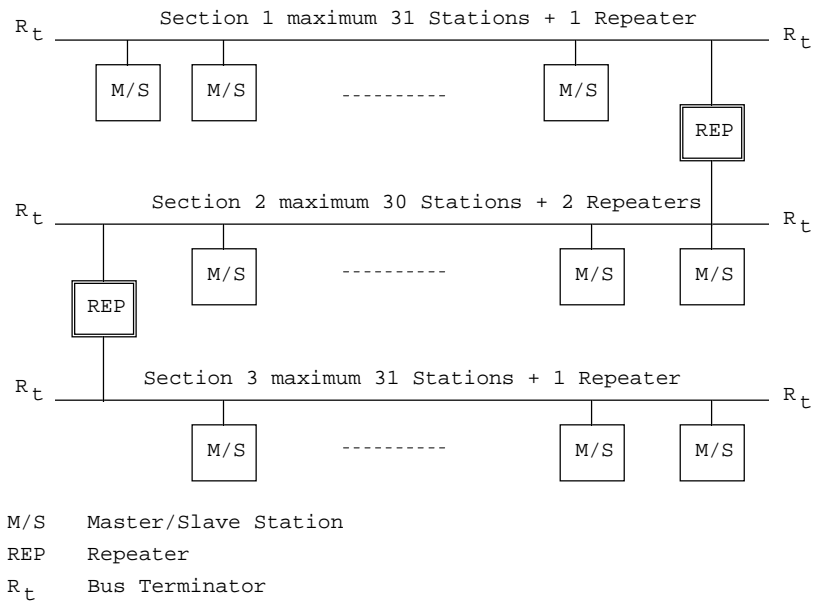 Section 1 maximum 31 Stations + 1 Repeater
Rt Rt
M/S M/S ---------- M/S
REP
Section 2 maximum 30 Stations + 2 Repeaters
Rt Rt
M/S ---------- M/S M/S
REP
Section 3 maximum 31 Stations + 1 Repeater
Rt Rt
M/S ---------- M/S M/S
M/S Master/Slave Station
REP Repeater
Rt Bus Terminator